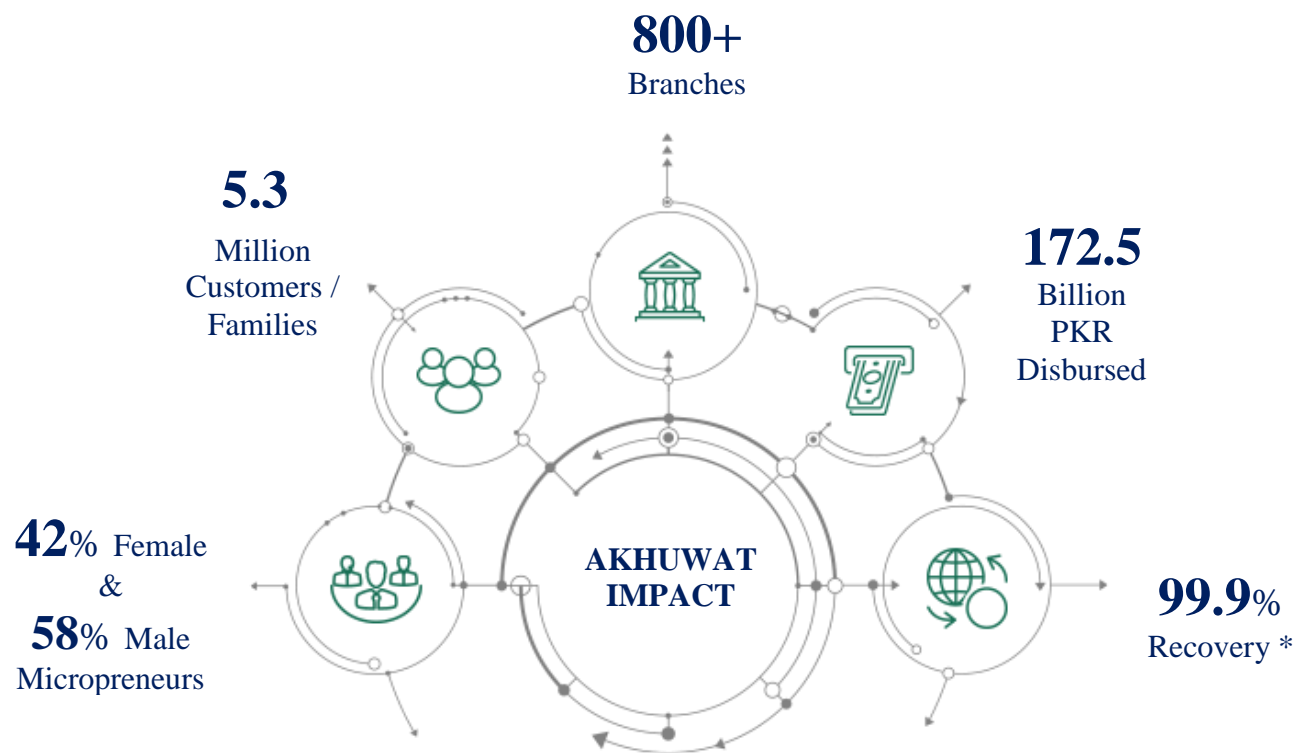 800+
Branches
5.3
Million
Customers /
Families
172.5
Billion
PKR
Disbursed
42% Female
&
58% Male
Micropreneurs
AKHUWAT
IMPACT
99.9%
Recovery *